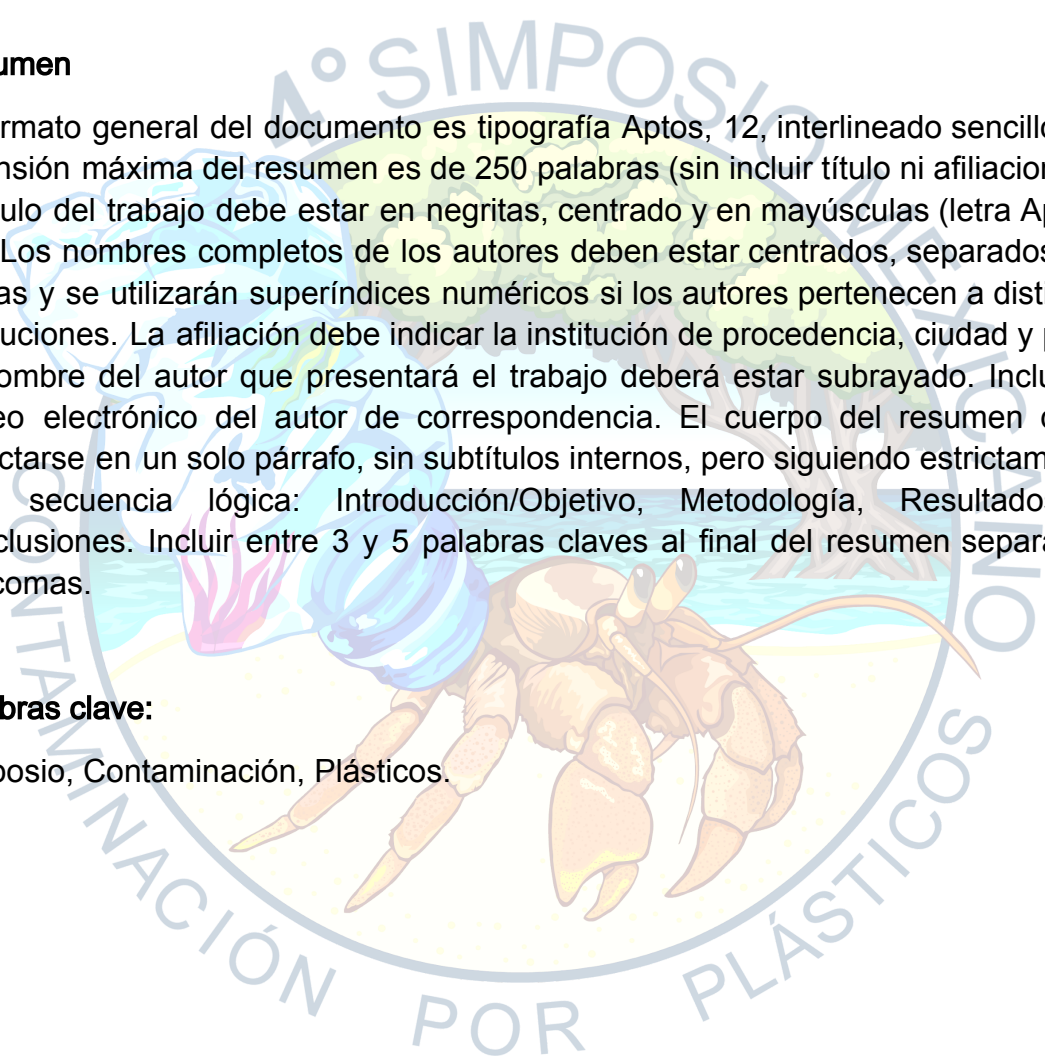 umen
rmato general del documento es tipografía Aptos, 12, interlineado sencillo
nsión máxima del resumen es de 250 palabras (sin incluir título ni afiliacion
ulo del trabajo debe estar en negritas, centrado y en mayúsculas (letra Ap
Los nombres completos de los autores deben estar centrados, separados
as y se utilizarán superíndices numéricos si los autores pertenecen a disti
uciones. La afiliación debe indicar la institución de procedencia, ciudad y p
ombre del autor que presentará el trabajo deberá estar subrayado. Inclu
eo electrónico del autor de correspondencia. El cuerpo del resumen d
ctarse en un solo párrafo, sin subtítulos internos, pero siguiendo estrictam
secuencia lógica: Introducción/Objetivo, Metodología, Resultados
clusiones. Incluir entre 3 y 5 palabras claves al final del resumen separa
comas.
bras clave:
posio, Contaminación, Plásticos.
4° SIMPOSIO MEXICANO
CONTAMINACIÓN POR PLÁSTICOS